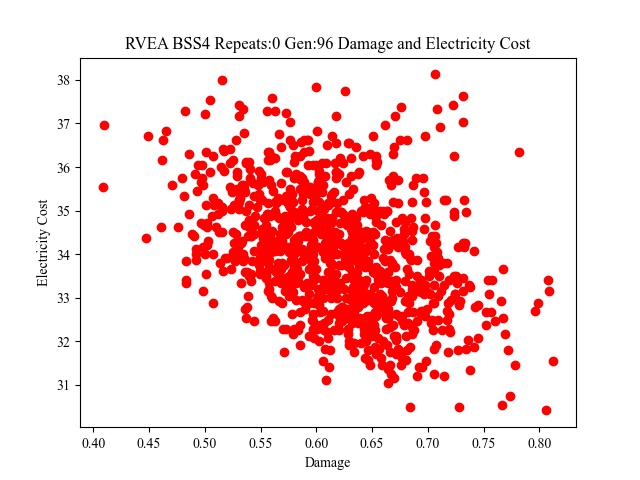 RVEA BSS4 Repeats:0 Gen:96 Damage and Electricity Cost
38
37
36
35
34
33
32
31
Electricity Cost
0.40 0.45 0.50 0.55 0.60 0.65 0.70 0.75 0.80
Damage